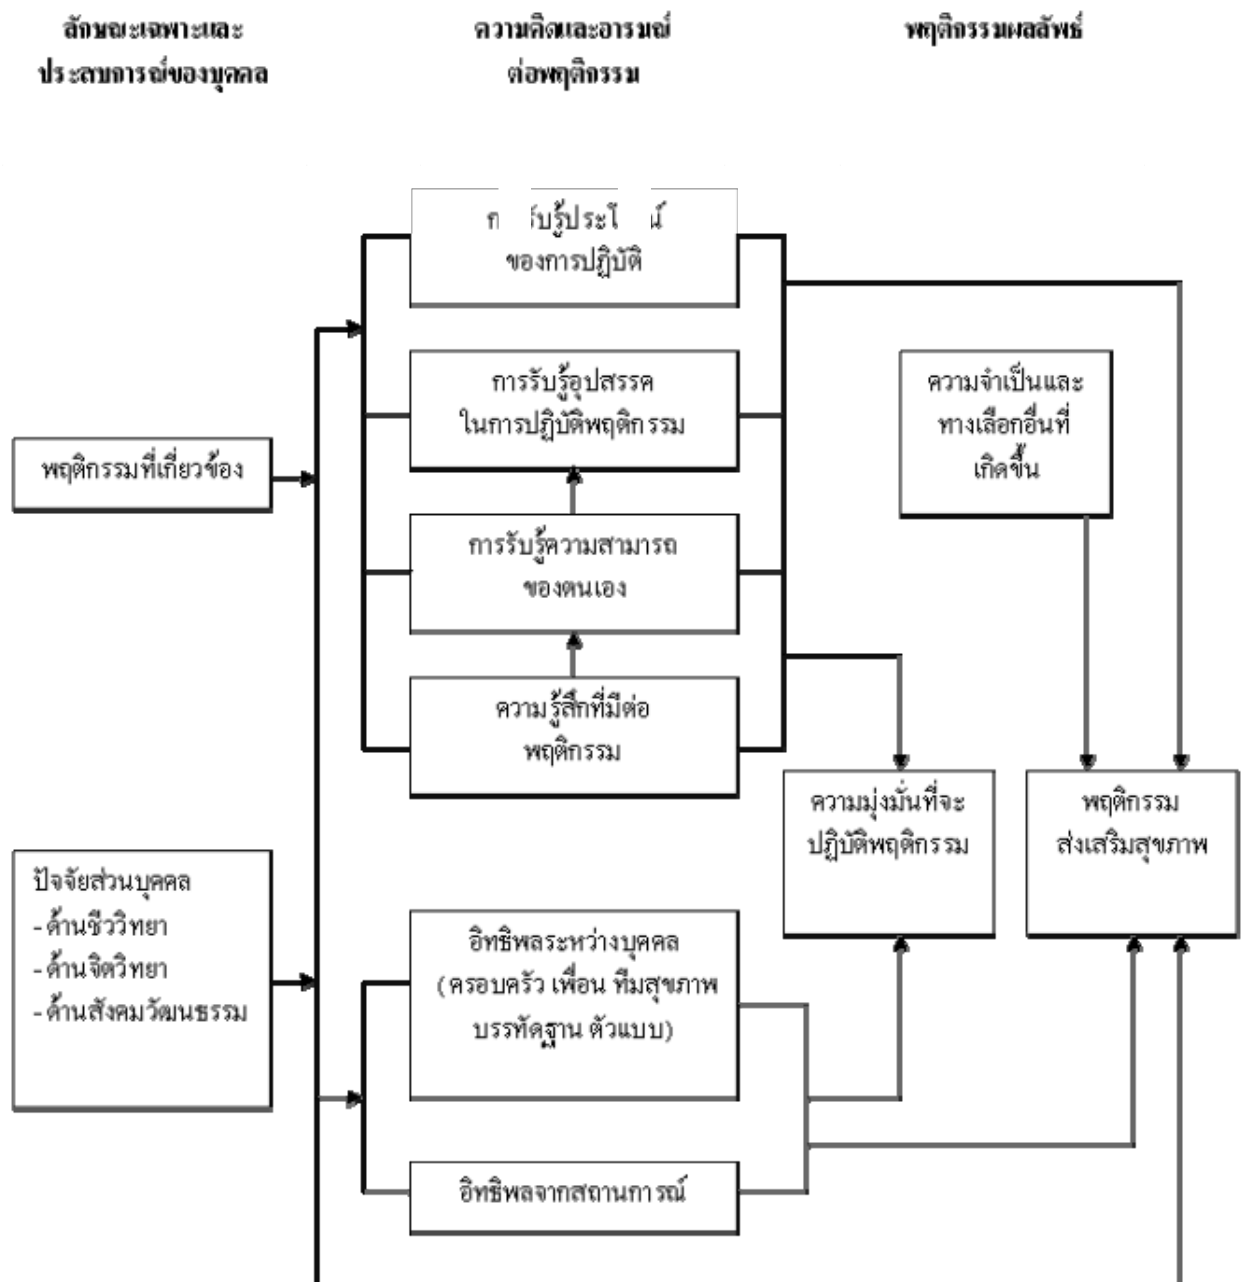 ลักษณะเฉพาะและ
ประสบการณ์ของบุคคล
ความคิดและอารมณ์
ต่อพฤติกรรม
พฤติกรรมผลลัพธ์
ของการปฏิบัติ
การรับรู้อุปสรรค
ในการปฏิบัติพฤติกรรม
ความจำเป็นและ
ทางเลือกอื่นที่
เกิดขึ้น
พฤติกรรมที่เกี่ยวข้อง
การรับรู้ความสามารถ
ของตนเอง
ความรู้สึกที่มีต่อ
พฤติกรรม
ความมุ่งมั่นที่จะ
ปฏิบัติพฤติกรรม
พฤติกรรม
ส่งเสริมสุขภาพ
ปัจจัยส่วนบุคคล
-ด้านชีววิทยา
-ด้านจิตวิทยา
-ด้านสังคมวัฒนธรรม
อิทธิพลระหว่างบุคคล
(ครอบครัว เพื่อน ทีมสุขภาพ
บรรทัดฐาน ตัวแบบ)
อิทธิพลจากสถานการณ์